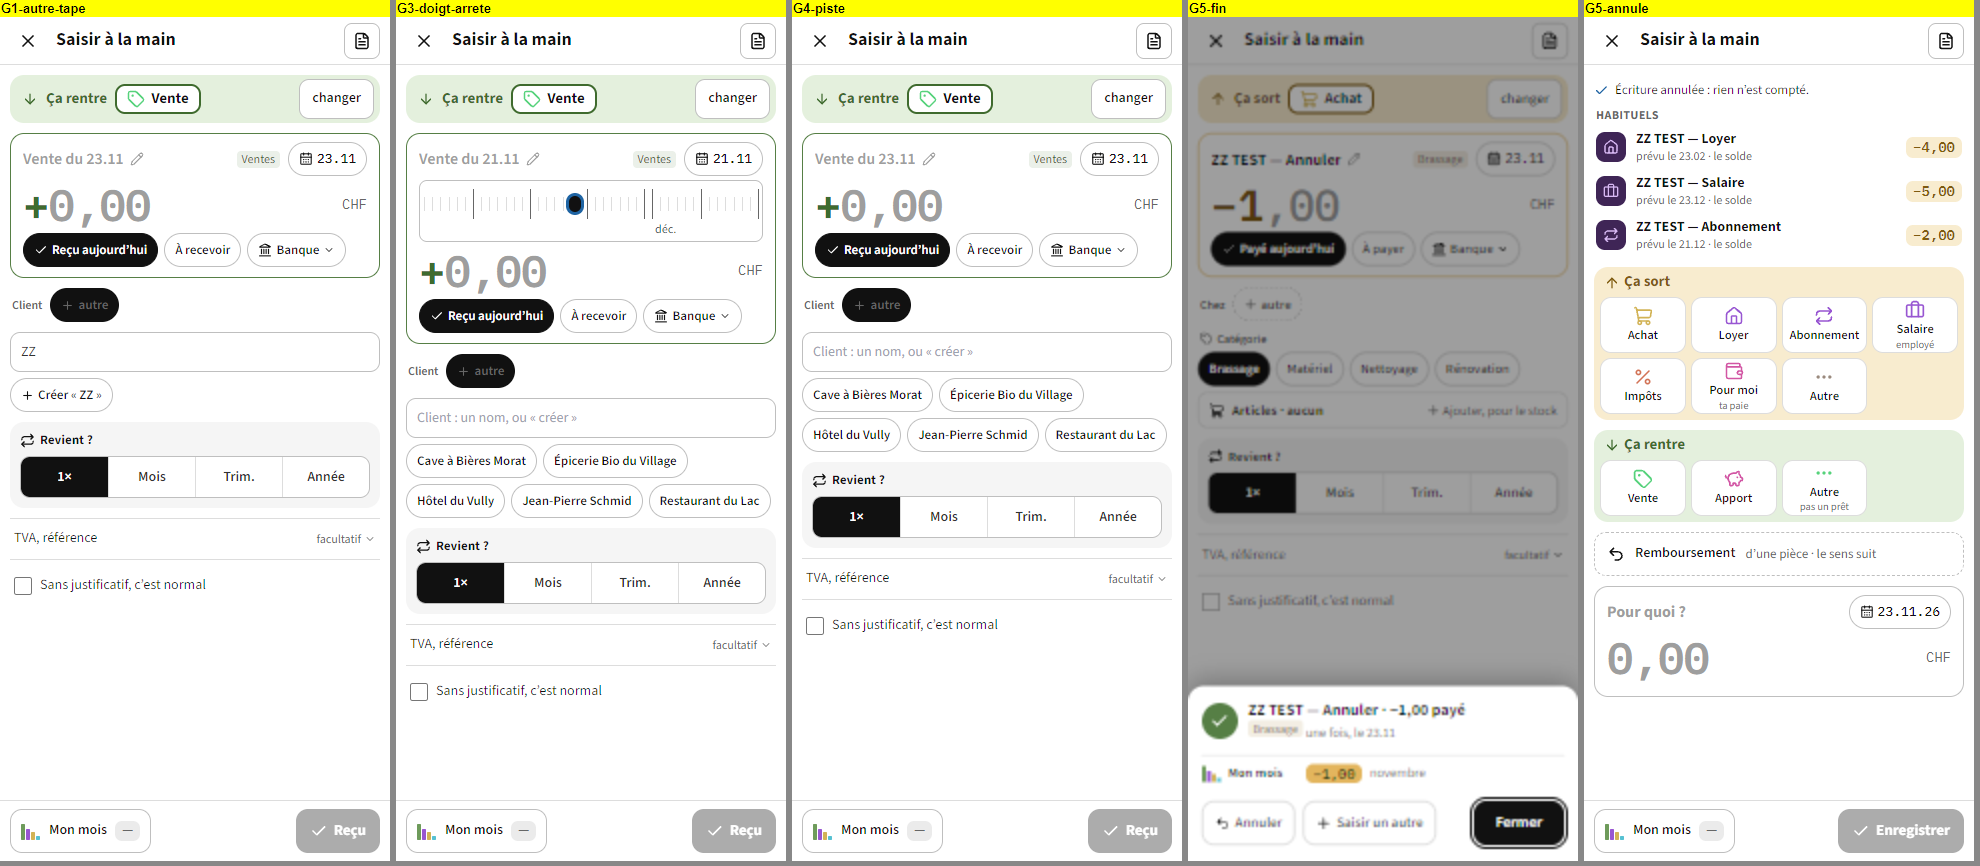 G1-autre-tape
Saisir à la main
Ça rentre Vente changer
Vente du 23.11 Ventes 23.11
+0,00 CHF
Reçu aujourd’hui À recevoir Banque
Client + autre
ZZ
+ Créer « ZZ »
Revient ?
1× Mois Trim. Année
TVA, référence facultatif
Sans justificatif, c’est normal
Mon mois — Reçu
G3-doigt-arrete
Saisir à la main
Ça rentre Vente changer
Vente du 21.11 Ventes 21.11
déc.
+0,00 CHF
Reçu aujourd’hui À recevoir Banque
Client + autre
Client : un nom, ou « créer »
Cave à Bières Morat Épicerie Bio du Village
Hôtel du Vully Jean-Pierre Schmid Restaurant du Lac
Revient ?
1× Mois Trim. Année
TVA, référence facultatif
Sans justificatif, c’est normal
Mon mois — Reçu
G4-piste
Saisir à la main
Ça rentre Vente changer
Vente du 23.11 Ventes 23.11
+0,00 CHF
Reçu aujourd’hui À recevoir Banque
Client + autre
Client : un nom, ou « créer »
Cave à Bières Morat Épicerie Bio du Village
Hôtel du Vully Jean-Pierre Schmid Restaurant du Lac
Revient ?
1× Mois Trim. Année
TVA, référence facultatif
Sans justificatif, c’est normal
Mon mois — Reçu
G5-fin
Saisir à la main
Ça sort Achat changer
ZZ TEST — Annuler Brassage 23.11
−1,00 CHF
Payé aujourd’hui À payer Banque
Chez + autre
Catégorie
Brassage Matériel Nettoyage Rénovation
Articles · aucun + Ajouter, pour le stock
Revient ?
1× Mois Trim. Année
TVA, référence facultatif
Sans justificatif, c’est normal
ZZ TEST — Annuler · −1,00 payé
Brassage une fois, le 23.11
Mon mois −1,00 novembre
Annuler + Saisir un autre Fermer
G5-annule
Saisir à la main
Écriture annulée : rien n’est compté.
HABITUELS
ZZ TEST — Loyer −4,00
prévu le 23.02 · le solde
ZZ TEST — Salaire −5,00
prévu le 23.12 · le solde
ZZ TEST — Abonnement −2,00
prévu le 21.12 · le solde
Ça sort
Achat Loyer Abonnement Salaire
employé
Impôts Pour moi Autre
ta paie
Ça rentre
Vente Apport Autre
pas un prêt
Remboursement d’une pièce · le sens suit
Pour quoi ? 23.11.26
0,00 CHF
Mon mois — Enregistrer